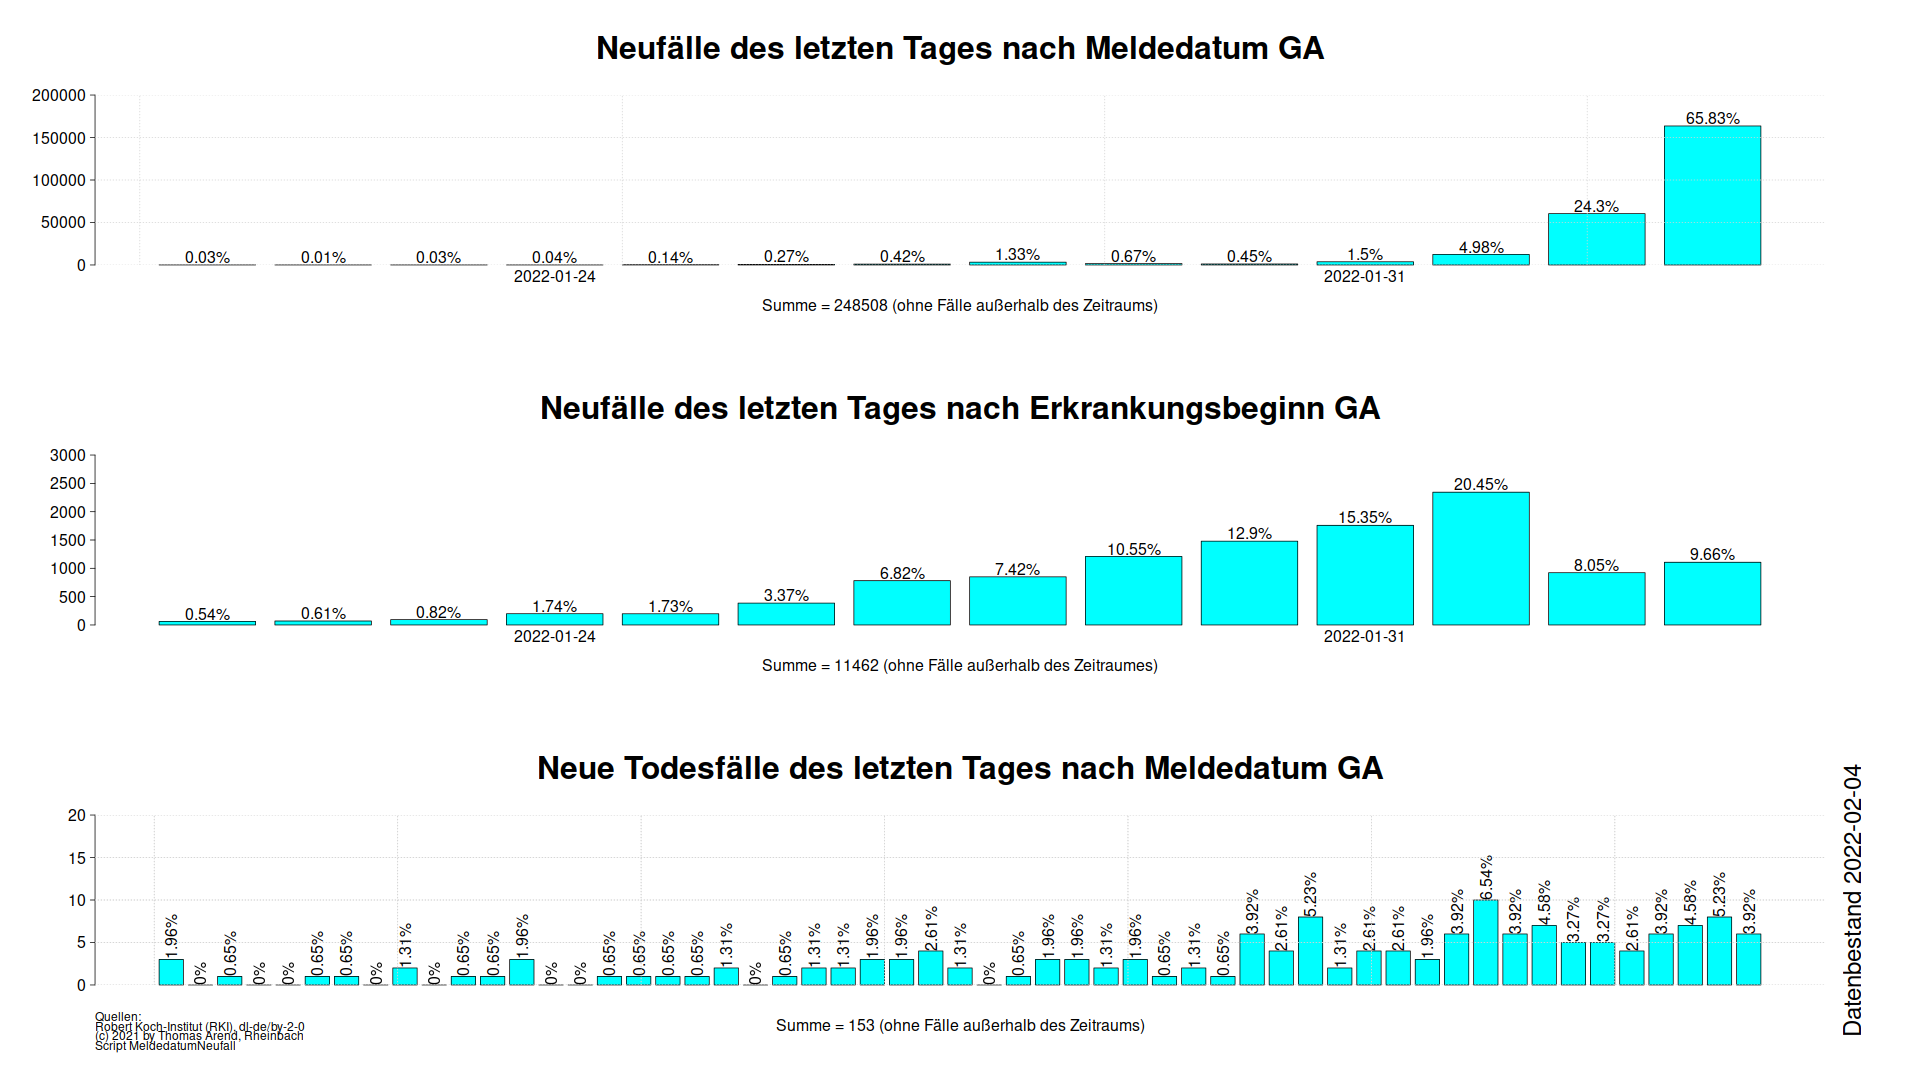 Neufälle des letzten Tages nach Meldedatum GA
200000
150000
100000
50000
0
0.03% 0.01% 0.03% 0.04% 0.14% 0.27% 0.42% 1.33% 0.67% 0.45% 1.5% 4.98% 24.3% 65.83%
2022-01-24 2022-01-31
Summe = 248508 (ohne Fälle außerhalb des Zeitraums)
Neufälle des letzten Tages nach Erkrankungsbeginn GA
3000
2500
2000
1500
1000
500
0
0.54% 0.61% 0.82% 1.74% 1.73% 3.37% 6.82% 7.42% 10.55% 12.9% 15.35% 20.45% 8.05% 9.66%
2022-01-24 2022-01-31
Summe = 11462 (ohne Fälle außerhalb des Zeitraumes)
Neue Todesfälle des letzten Tages nach Meldedatum GA
20
15
10
5
0
1.96% 0% 0.65% 0% 0% 0.65% 0.65% 0% 1.31% 0% 0.65% 0.65% 1.96% 0% 0% 0.65% 0.65% 0.65% 0.65% 1.31% 0% 0.65% 1.31% 1.31% 1.96% 1.96% 2.61% 1.31% 0% 0.65% 1.96% 1.96% 1.31% 1.96% 0.65% 1.31% 0.65% 3.92% 2.61% 5.23% 1.31% 2.61% 2.61% 1.96% 3.92% 6.54% 3.92% 4.58% 3.27% 3.27% 2.61% 3.92% 4.58% 5.23% 3.92%
Summe = 153 (ohne Fälle außerhalb des Zeitraums)
Quellen:
Robert Koch-Institut (RKI), dl-de/by-2-0
(c) 2021 by Thomas Arend, Rheinbach
Script MeldedatumNeufall
Datenbestand 2022-02-04